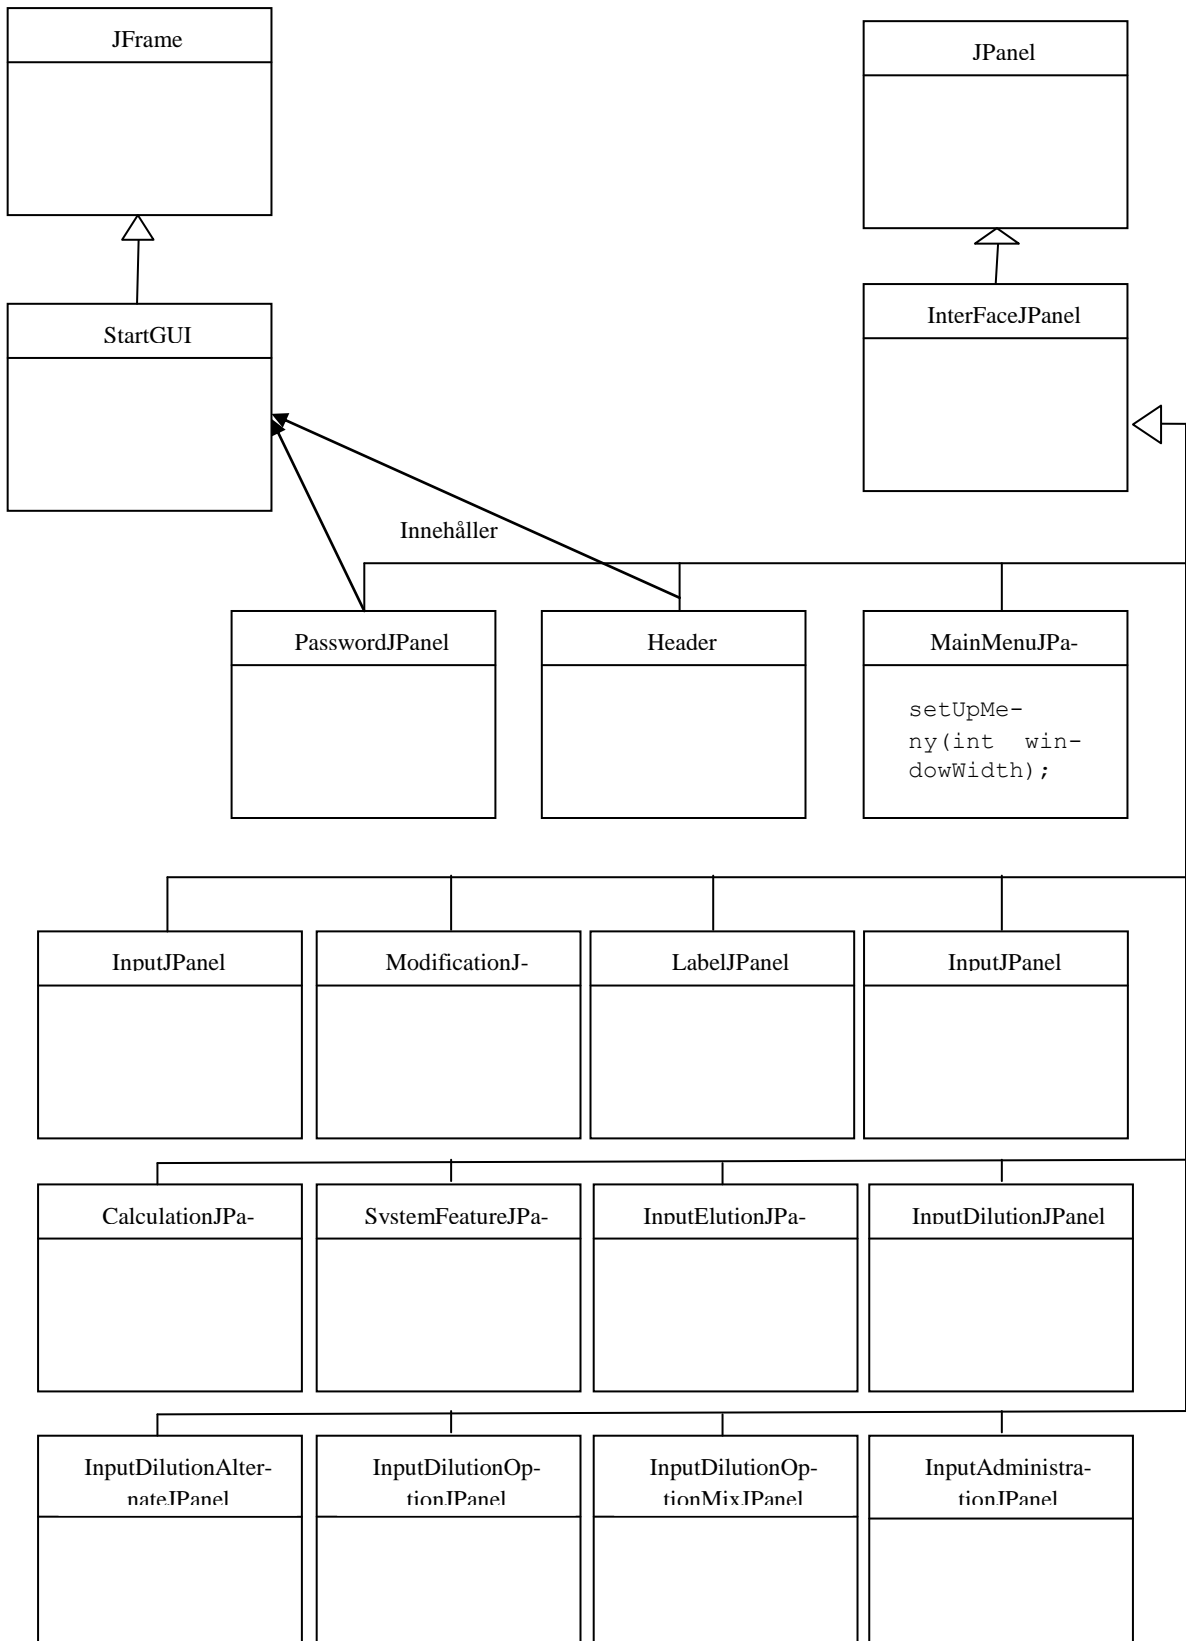 JFrame
JPanel
StartGUI
InterFaceJPanel
Innehåller
PasswordJPanel
Header
MainMenuJPa-
setUpMe-
ny(int win-
dowWidth);
InputJPanel
ModificationJ-
LabelJPanel
InputJPanel
CalculationJPa-
SystemFeatureJPa-
InputElutionJPa-
InputDilutionJPanel
InputDilutionAlter-
nateJPanel
InputDilutionOp-
tionJPanel
InputDilutionOp-
tionMixJPanel
InputAdministra-
tionJPanel